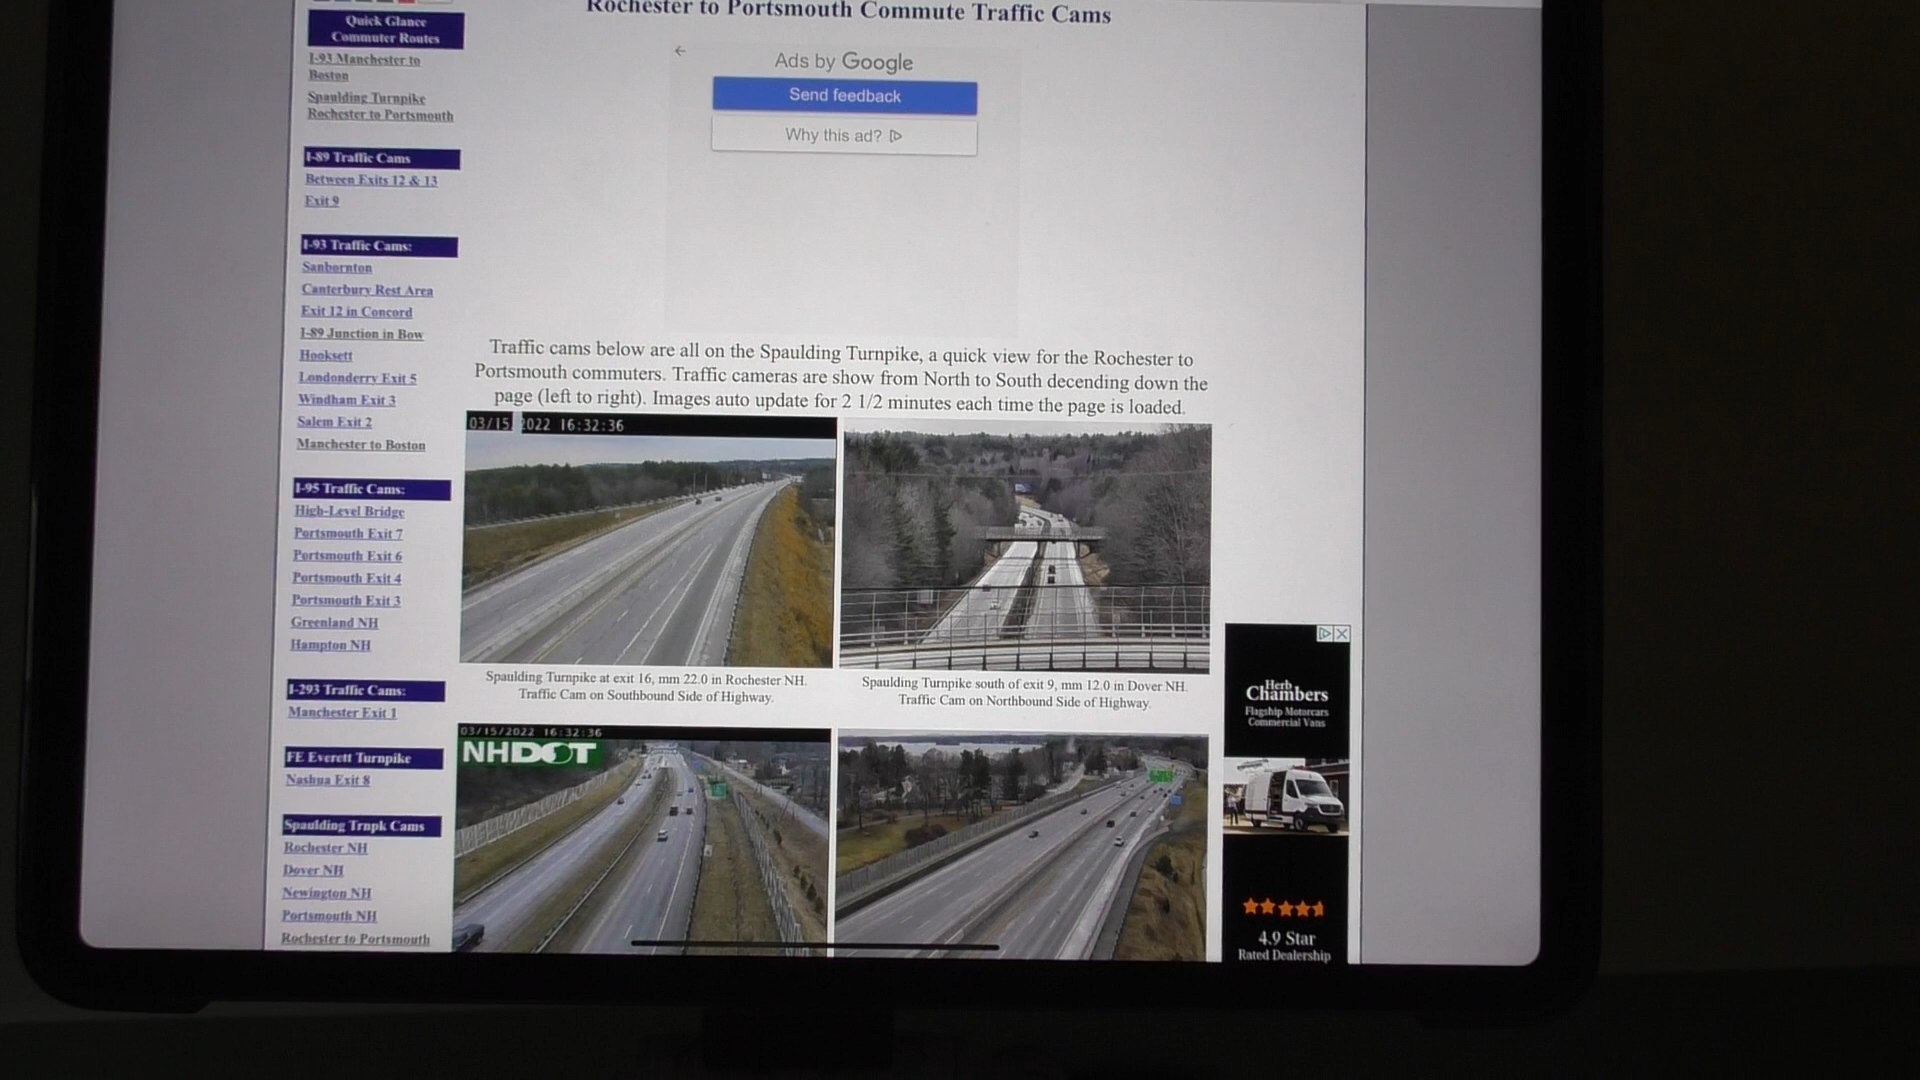 Rochester to Portsmouth Commute Traffic Cams
Quick Glance
Commuter Routes
I-93 Manchester to
Boston
Spaulding Turnpike
Rochester to Portsmouth
I-89 Traffic Cams
Between Exits 12 & 13
Exit 9
I-93 Traffic Cams:
Sanbornton
Canterbury Rest Area
Exit 12 in Concord
I-89 Junction in Bow
Hooksett
Londonderry Exit 5
Windham Exit 3
Salem Exit 2
Manchester to Boston
I-95 Traffic Cams:
High-Level Bridge
Portsmouth Exit 7
Portsmouth Exit 6
Portsmouth Exit 4
Portsmouth Exit 3
Greenland NH
Hampton NH
I-293 Traffic Cams:
Manchester Exit 1
FE Everett Turnpike
Nashua Exit 8
Spaulding Trnpk Cams
Rochester NH
Dover NH
Newington NH
Portsmouth NH
Rochester to Portsmouth
Ads by Google
Send feedback
Why this ad?
Traffic cams below are all on the Spaulding Turnpike, a quick view for the Rochester to
Portsmouth commuters. Traffic cameras are show from North to South decending down the
page (left to right). Images auto update for 2 1/2 minutes each time the page is loaded.
03/15 2022 16:32:36
Spaulding Turnpike at exit 16, mm 22.0 in Rochester NH.
Traffic Cam on Southbound Side of Highway.
Spaulding Turnpike south of exit 9, mm 12.0 in Dover NH.
Traffic Cam on Northbound Side of Highway.
03/15/2022 16:32:36
NHDOT
Herb
Chambers
Flagship Motorcars
Commercial Vans
4.9 Star
Rated Dealership